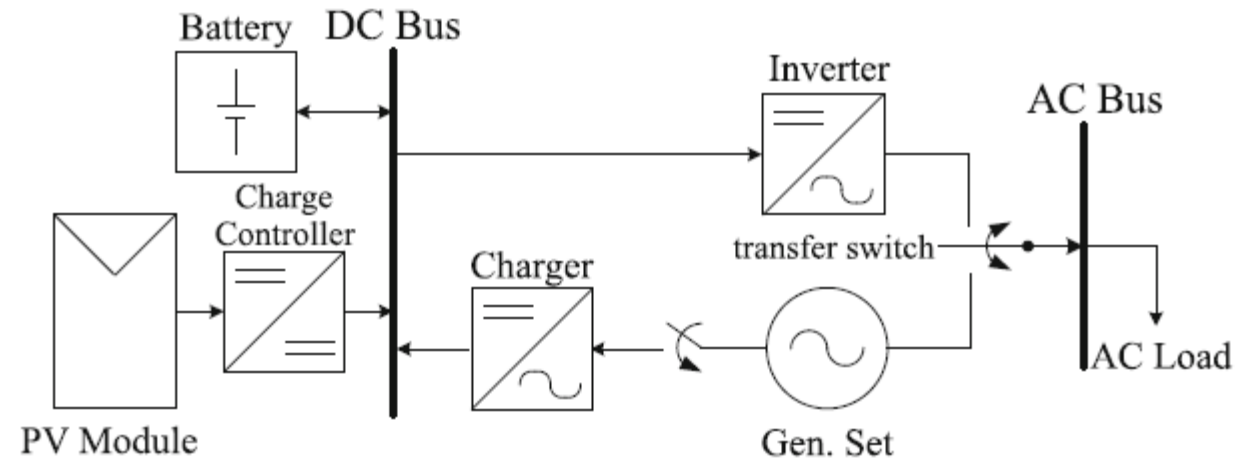 Battery
DC Bus
Inverter
AC Bus
Charge
Controller
transfer switch
Charger
AC Load
PV Module
Gen. Set